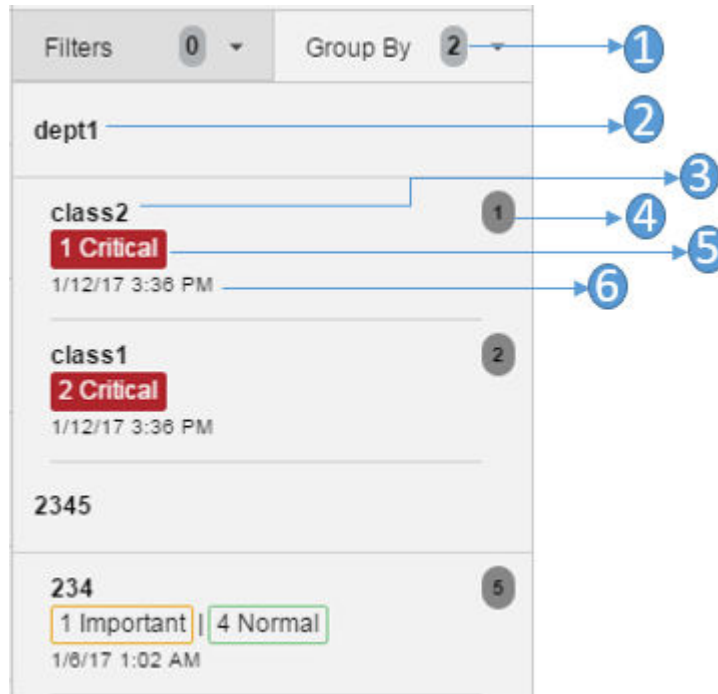 Filters 0 Group By 2 1
dept1 2
3
class2 1 4
1 Critical 5
1/12/17 3:36 PM 6
class1 2
2 Critical
1/12/17 3:36 PM
2345
234 5
1 Important | 4 Normal
1/6/17 1:02 AM